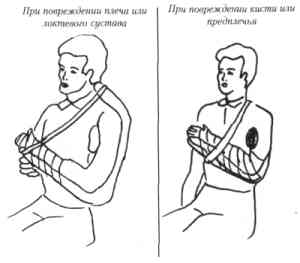 При повреждении плеча или
локтевого сустава
При повреждении кисти или
предплечья